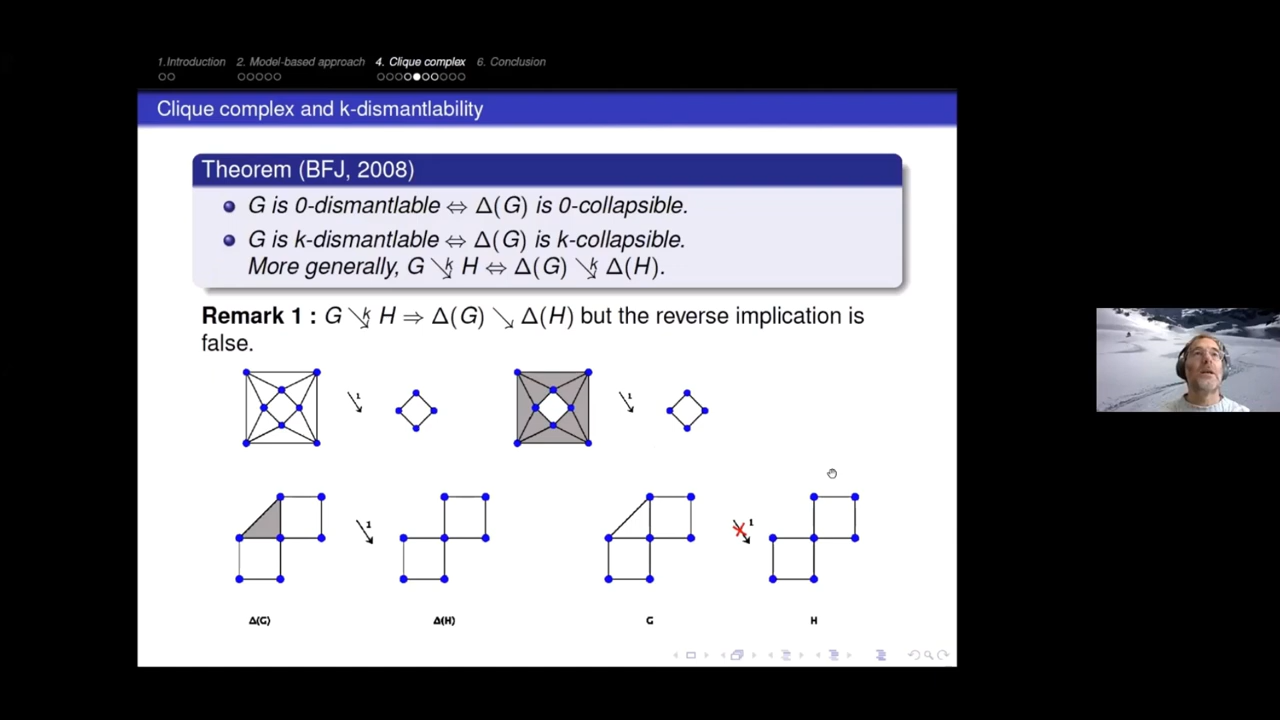 1.Introduction 2. Model-based approach 4. Clique complex 6. Conclusion
Clique complex and k-dismantlability
Theorem (BFJ, 2008)
G is 0-dismantlable ⇔ Δ(G) is 0-collapsible.
G is k-dismantlable ⇔ Δ(G) is k-collapsible.
More generally, G ↘k H ⇔ Δ(G) ↘k Δ(H).
Remark 1 : G ↘k H ⇒ Δ(G) ↘ Δ(H) but the reverse implication is
false.
1 1
1 1
Δ(G) Δ(H) G H